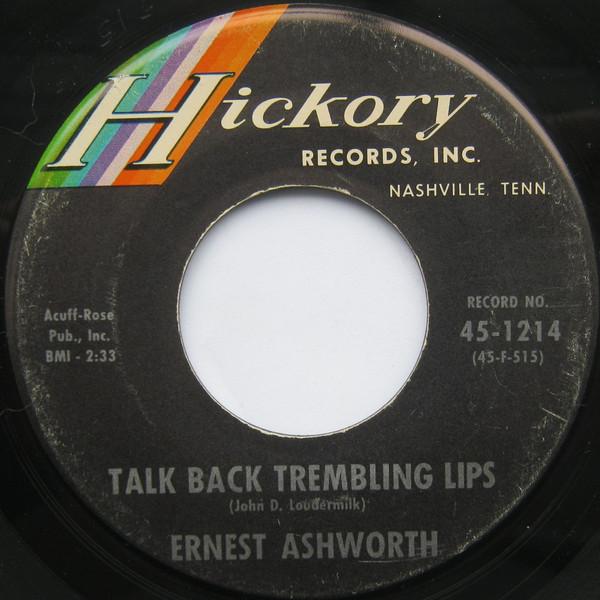 Hickory
RECORDS, INC.
NASHVILLE, TENN.
Acuff-Rose
Pub., Inc.
BMI - 2:33
RECORD NO.
45-1214
(45-F-515)
TALK BACK TREMBLING LIPS
(John D. Loudermilk)
ERNEST ASHWORTH